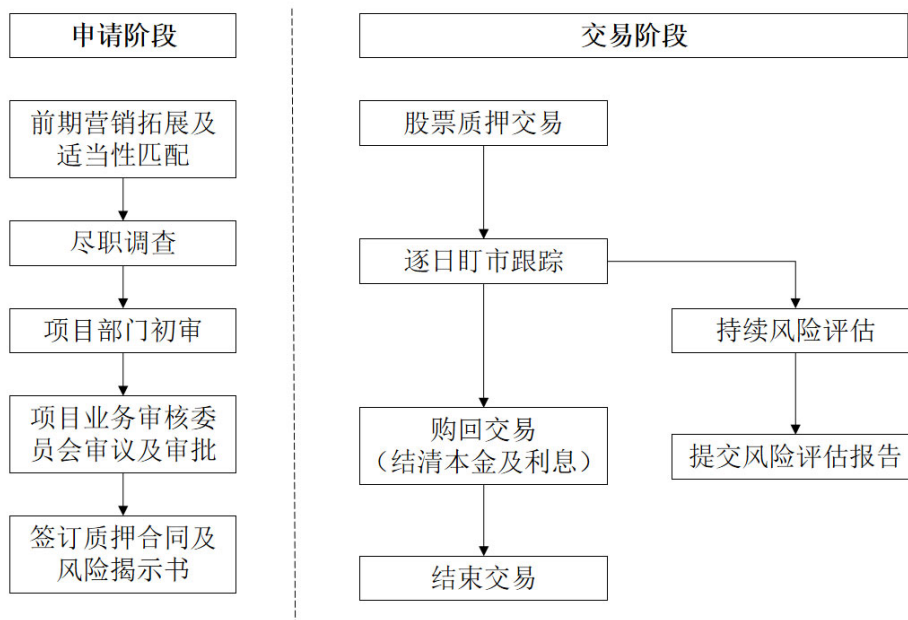 申请阶段
前期营销拓展及
适当性匹配
尽职调查
项目部门初审
项目业务审核委
员会审议及审批
签订质押合同及
风险揭示书
交易阶段
股票质押交易
逐日盯市跟踪
持续风险评估
购回交易
（结清本金及利息）
提交风险评估报告
结束交易